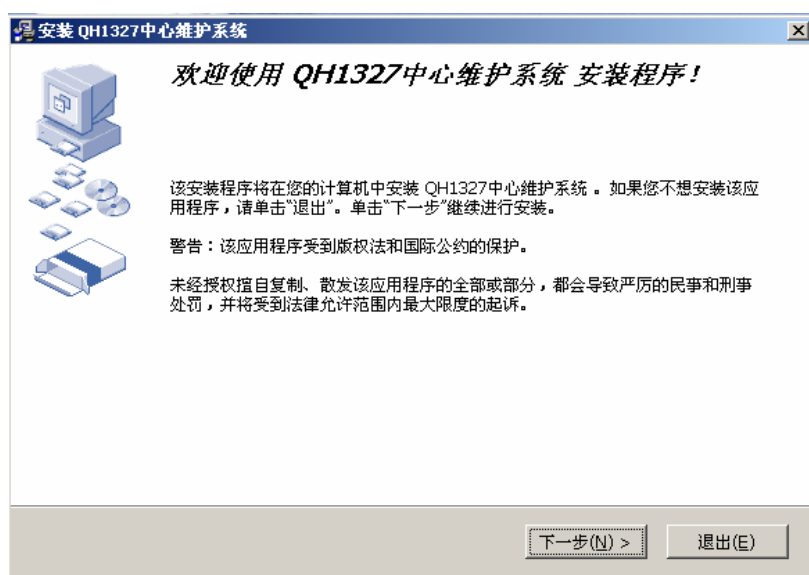 安装 QH1327中心维护系统
欢迎使用 QH1327中心维护系统 安装程序！
该安装程序将在您的计算机中安装 QH1327中心维护系统 。如果您不想安装该应
用程序，请单击“退出”。单击“下一步”继续进行安装。
警告：该应用程序受到版权法和国际公约的保护。
未经授权擅自复制、散发该应用程序的全部或部分，都会导致严厉的民事和刑事
处罚，并将受到法律允许范围内最大限度的起诉。
下一步(N) >
退出(E)